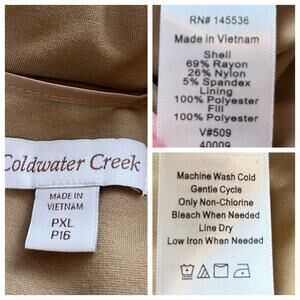 Coldwater Creek
MADE IN
VIETNAM
PXL
P16
RN# 145536
Made in Vietnam
Shell
69% Rayon
26% Nylon
5% Spandex
Lining
100% Polyester
Fill
100% Polyester
V#509
40009
Machine Wash Cold
Gentle Cycle
Only Non-Chlorine
Bleach When Needed
Line Dry
Low Iron When Needed